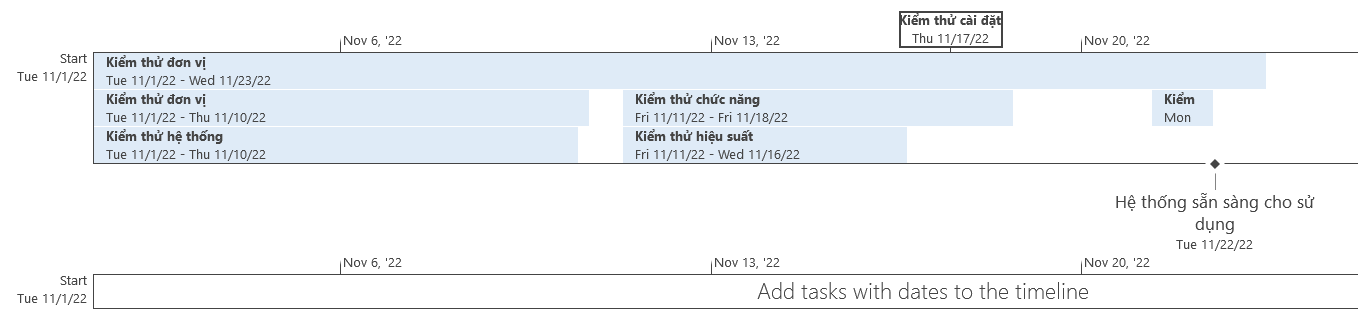 Kiểm thử cài đặt
Thu 11/17/22
Nov 6, '22
Nov 13, '22
Nov 20, '22
Start
Tue 11/1/22
Kiểm thử đơn vị
Tue 11/1/22 - Wed 11/23/22
Kiểm thử đơn vị
Tue 11/1/22 - Thu 11/10/22
Kiểm thử chức năng
Fri 11/11/22 - Fri 11/18/22
Kiểm
Mon
Kiểm thử hệ thống
Tue 11/1/22 - Thu 11/10/22
Kiểm thử hiệu suất
Fri 11/11/22 - Wed 11/16/22
Hệ thống sẵn sàng cho sử
dụng
Tue 11/22/22
Nov 6, '22
Nov 13, '22
Nov 20, '22
Start
Tue 11/1/22
Add tasks with dates to the timeline